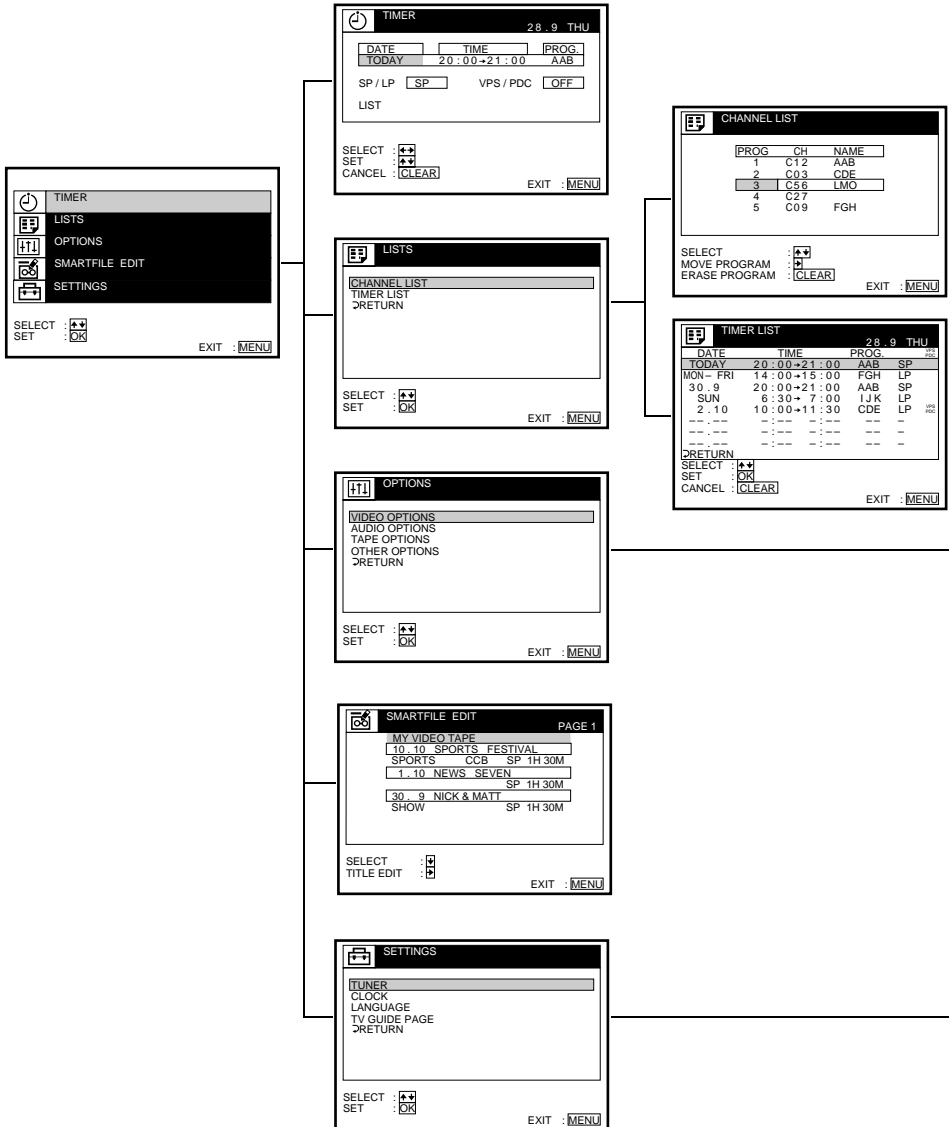 TIMER
LISTS
OPTIONS
SMARTFILE EDIT
SETTINGS
SELECT :
SET : OK
EXIT : MENU
TIMER
28.9 THU
DATE TIME PROG.
TODAY 20:00→21:00 AAB
SP/LP SP VPS/PDC OFF
LIST
SELECT :
SET :
CANCEL : CLEAR
EXIT : MENU
LISTS
CHANNEL LIST
TIMER LIST
RETURN
SELECT :
SET : OK
EXIT : MENU
CHANNEL LIST
PROG CH NAME
1 C12 AAB
2 C03 CDE
3 C56 LMO
4 C27
5 C09 FGH
SELECT :
MOVE PROGRAM :
ERASE PROGRAM : CLEAR
EXIT : MENU
TIMER LIST
28.9 THU
DATE TIME PROG. VPS PDC
TODAY 20:00→21:00 AAB SP
MON– FRI 14:00→15:00 FGH LP
30.9 20:00→21:00 AAB SP
SUN 6:30→ 7:00 IJK LP
2.10 10:00→11:30 CDE LP VPS PDC
––.–– –:–– –:–– –– –
––.–– –:–– –:–– –– –
––.–– –:–– –:–– –– –
RETURN
SELECT :
SET : OK
CANCEL : CLEAR
EXIT : MENU
OPTIONS
VIDEO OPTIONS
AUDIO OPTIONS
TAPE OPTIONS
OTHER OPTIONS
RETURN
SELECT :
SET : OK
EXIT : MENU
SMARTFILE EDIT
PAGE 1
MY VIDEO TAPE
10.10 SPORTS FESTIVAL
SPORTS CCB SP 1H 30M
1.10 NEWS SEVEN
SP 1H 30M
30. 9 NICK & MATT
SHOW SP 1H 30M
SELECT :
TITLE EDIT :
EXIT : MENU
SETTINGS
TUNER
CLOCK
LANGUAGE
TV GUIDE PAGE
RETURN
SELECT :
SET : OK
EXIT : MENU